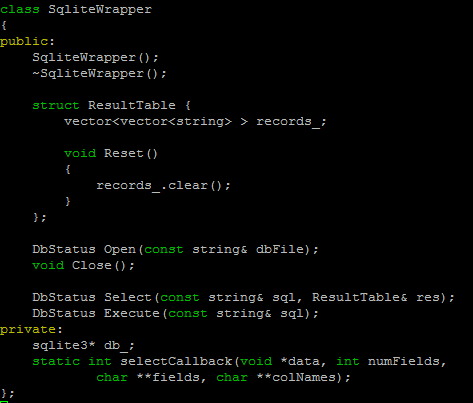 class SqliteWrapper
{
public:
    SqliteWrapper();
    ~SqliteWrapper();

    struct ResultTable {
        vector<vector<string> > records_;

        void Reset()
        {
            records_.clear();
        }
    };

    DbStatus Open(const string& dbFile);
    void Close();

    DbStatus Select(const string& sql, ResultTable& res);
    DbStatus Execute(const string& sql);
private:
    sqlite3* db_;
    static int selectCallback(void *data, int numFields,
            char **fields, char **colNames);
};